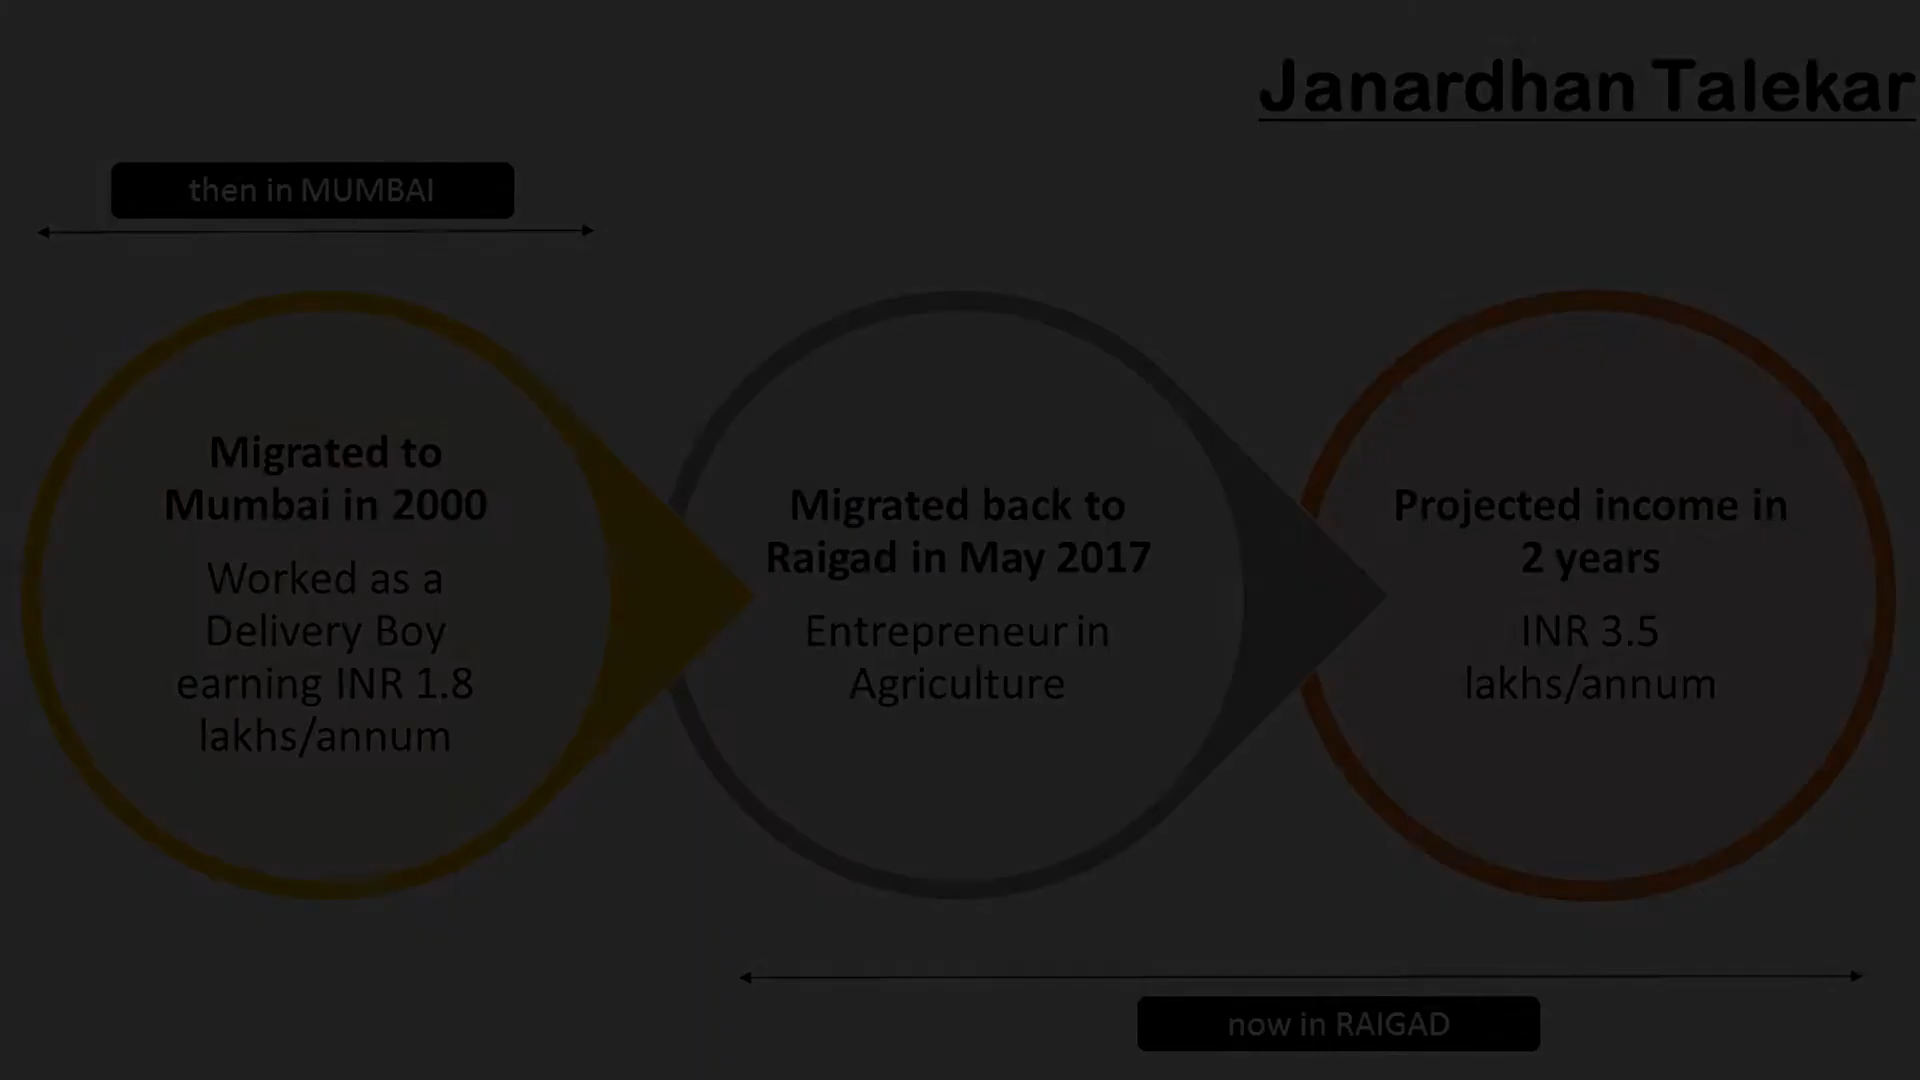 Janardhan Talekar
then in MUMBAI
Migrated to
Mumbai in 2000
Worked as a
Delivery Boy
earning INR 1.8
lakhs/annum
Migrated back to
Raigad in May 2017
Entrepreneur in
Agriculture
Projected income in
2 years
INR 3.5
lakhs/annum
now in RAIGAD